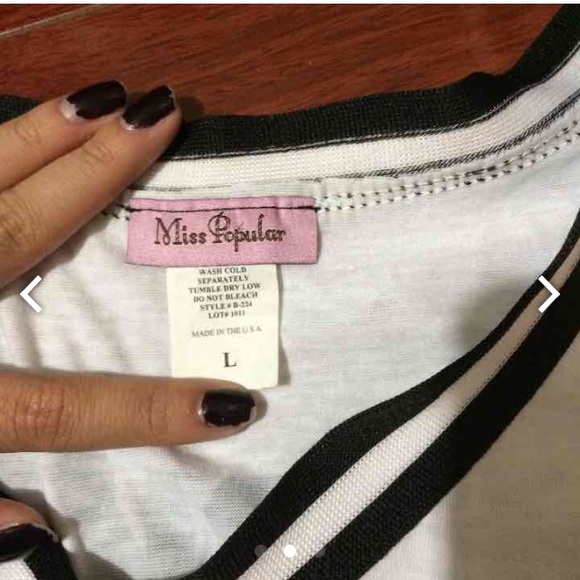 Miss Popular
WASH COLD
SEPARATELY
TUMBLE DRY LOW
DO NOT BLEACH
STYLE # B-224
LOT# 1011
MADE IN THE U.S.A.
L